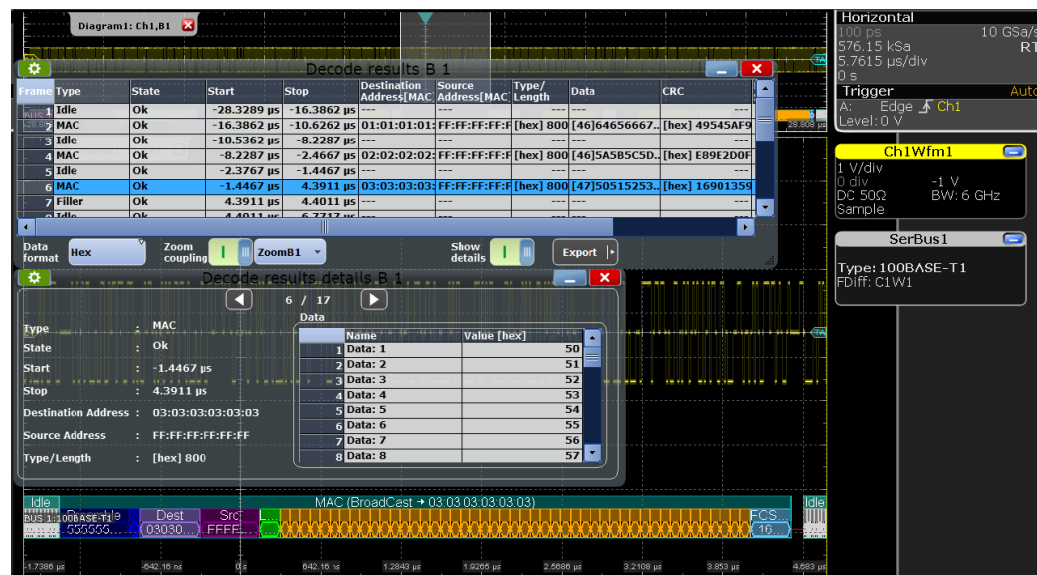 Diagram1: Ch1,B1
Horizontal
100 ps 10 GSa/s
576.15 kSa RT
5.7615 µs/div
0 s
Trigger Auto
A: Edge Ch1
Level: 0 V
Ch1Wfm1
1 V/div
0 div -1 V
DC 50Ω BW: 6 GHz
Sample
SerBus1
Type: 100BASE-T1
FDiff: C1W1
Decode results B 1
Frame Type State Start Stop Destination Address[MAC Source Address[MAC Type/Length Data CRC
1 Idle Ok -28.3289 µs -16.3862 µs --- --- --- --- ---
2 MAC Ok -16.3862 µs -10.6262 µs 01:01:01:01: FF:FF:FF:FF:F [hex] 800 [46]64656667.. [hex] 49545AF9
3 Idle Ok -10.5362 µs -8.2287 µs --- --- --- --- ---
4 MAC Ok -8.2287 µs -2.4667 µs 02:02:02:02: FF:FF:FF:FF:F [hex] 800 [46]5A5B5C5D.. [hex] E89E2D0F
5 Idle Ok -2.3767 µs -1.4467 µs --- --- --- --- ---
6 MAC Ok -1.4467 µs 4.3911 µs 03:03:03:03: FF:FF:FF:FF:F [hex] 800 [47]50515253.. [hex] 16901359
7 Filler Ok 4.3911 µs 4.4011 µs --- --- --- --- ---
28.808 µs
Data format Hex Zoom coupling ZoomB1 Show details Export
Decode results details B 1
6 / 17
Type : MAC
State : Ok
Start : -1.4467 µs
Stop : 4.3911 µs
Destination Address : 03:03:03:03:03:03
Source Address : FF:FF:FF:FF:FF:FF
Type/Length : [hex] 800
Data
Name Value [hex]
1 Data: 1 50
2 Data: 2 51
3 Data: 3 52
4 Data: 4 53
5 Data: 5 54
6 Data: 6 55
7 Data: 7 56
8 Data: 8 57
Idle MAC (BroadCast → 03:03:03:03:03:03) Idle
BUS 1:100BASE-T1 Dest Src L... FCS
555555... 03030... FFFF... 16...
-1.7386 µs -642.16 ns 0 s 642.16 ns 1.2843 µs 1.9265 µs 2.5686 µs 3.2108 µs 3.853 µs 4.683 µs